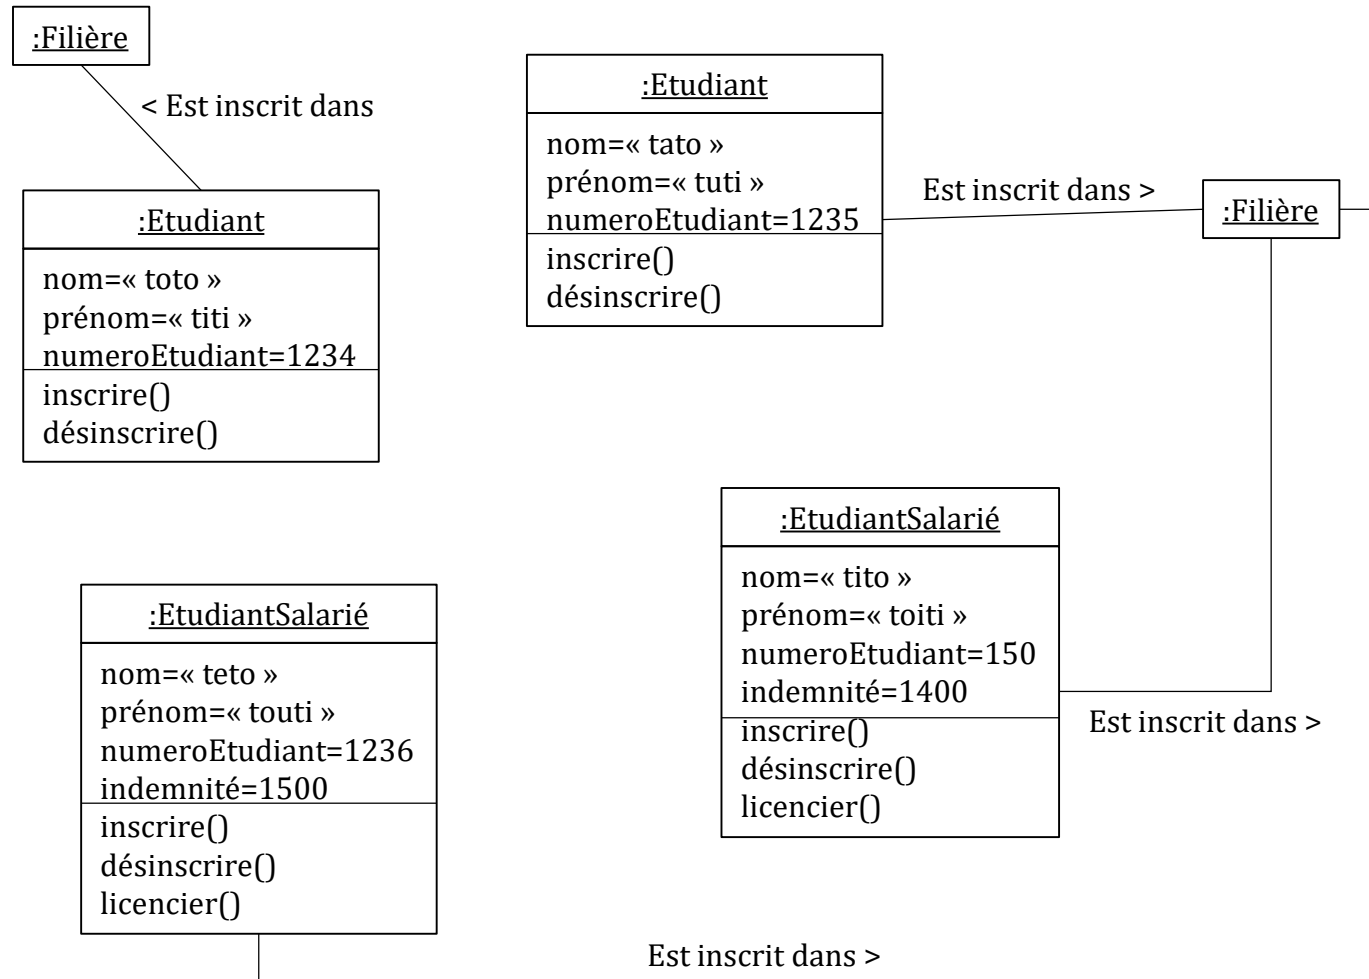 :Filière
< Est inscrit dans
:Etudiant
nom=« toto »
prénom=« titi »
numeroEtudiant=1234
inscrire()
désinscrire()
:Etudiant
nom=« tato »
prénom=« tuti »
numeroEtudiant=1235
inscrire()
désinscrire()
Est inscrit dans >
:Filière
:EtudiantSalarié
nom=« teto »
prénom=« touti »
numeroEtudiant=1236
indemnité=1500
inscrire()
désinscrire()
licencier()
:EtudiantSalarié
nom=« tito »
prénom=« toiti »
numeroEtudiant=150
indemnité=1400
inscrire()
désinscrire()
licencier()
Est inscrit dans >
Est inscrit dans >